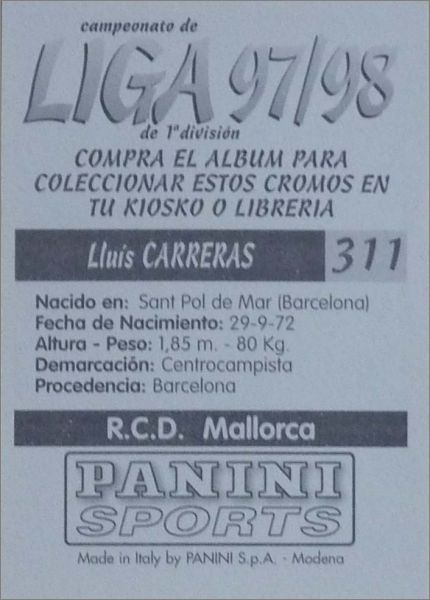 campeonato de
LIGA 97/98
de 1ª división
COMPRA EL ALBUM PARA
COLECCIONAR ESTOS CROMOS EN
TU KIOSKO O LIBRERIA
Lluís CARRERAS 311
Nacido en: Sant Pol de Mar (Barcelona)
Fecha de Nacimiento: 29-9-72
Altura - Peso: 1,85 m. - 80 Kg.
Demarcación: Centrocampista
Procedencia: Barcelona
R.C.D. Mallorca
PANINI
SPORTS
Made in Italy by PANINI S.p.A. - Modena